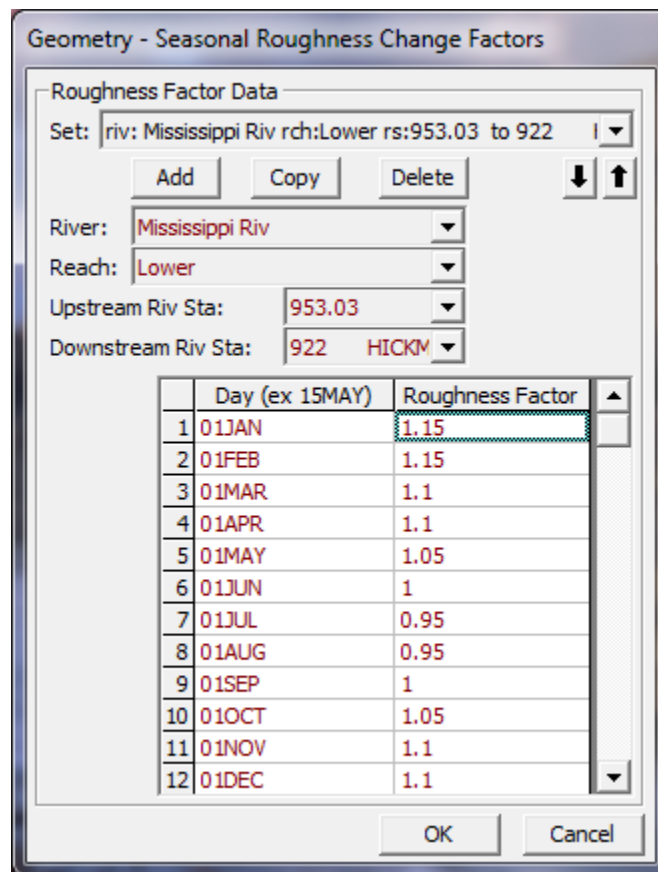 Geometry - Seasonal Roughness Change Factors
Roughness Factor Data
Set: riv: Mississippi Riv rch:Lower rs:953.03 to 922
Add Copy Delete
River: Mississippi Riv
Reach: Lower
Upstream Riv Sta: 953.03
Downstream Riv Sta: 922 HICKM
Day (ex 15MAY) Roughness Factor
1 01JAN 1.15
2 01FEB 1.15
3 01MAR 1.1
4 01APR 1.1
5 01MAY 1.05
6 01JUN 1
7 01JUL 0.95
8 01AUG 0.95
9 01SEP 1
10 01OCT 1.05
11 01NOV 1.1
12 01DEC 1.1
OK Cancel